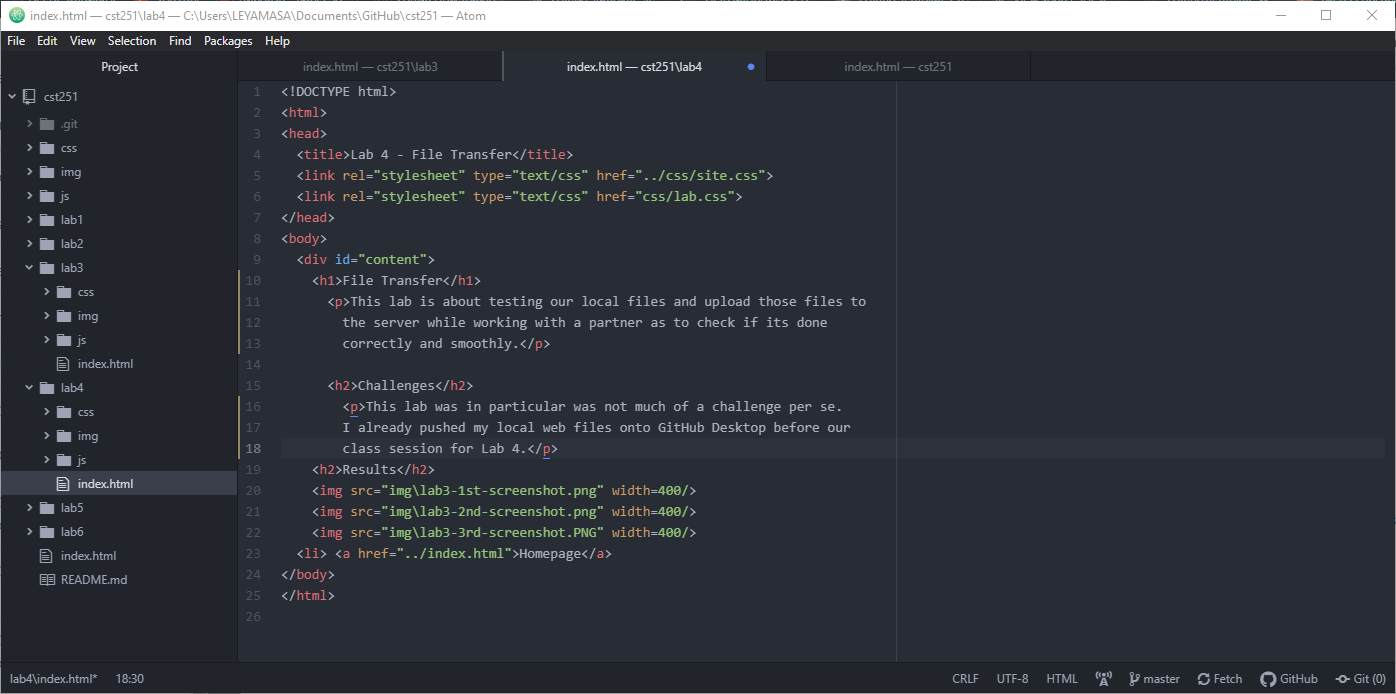 index.html — cst251\lab4 — C:\Users\LEYAMASA\Documents\GitHub\cst251 — Atom
File Edit View Selection Find Packages Help
Project
cst251
.git
css
img
js
lab1
lab2
lab3
css
img
js
index.html
lab4
css
img
js
index.html
lab5
lab6
index.html
README.md
index.html — cst251\lab3
index.html — cst251\lab4
index.html — cst251
1 <!DOCTYPE html>
2 <html>
3 <head>
4 <title>Lab 4 - File Transfer</title>
5 <link rel="stylesheet" type="text/css" href="../css/site.css">
6 <link rel="stylesheet" type="text/css" href="css/lab.css">
7 </head>
8 <body>
9 <div id="content">
10 <h1>File Transfer</h1>
11 <p>This lab is about testing our local files and upload those files to
12 the server while working with a partner as to check if its done
13 correctly and smoothly.</p>
14
15 <h2>Challenges</h2>
16 <p>This lab was in particular was not much of a challenge per se.
17 I already pushed my local web files onto GitHub Desktop before our
18 class session for Lab 4.</p>
19 <h2>Results</h2>
20 <img src="img\lab3-1st-screenshot.png" width=400/>
21 <img src="img\lab3-2nd-screenshot.png" width=400/>
22 <img src="img\lab3-3rd-screenshot.PNG" width=400/>
23 <li> <a href="../index.html">Homepage</a>
24 </body>
25 </html>
26
lab4\index.html* 18:30 CRLF UTF-8 HTML master Fetch GitHub Git (0)